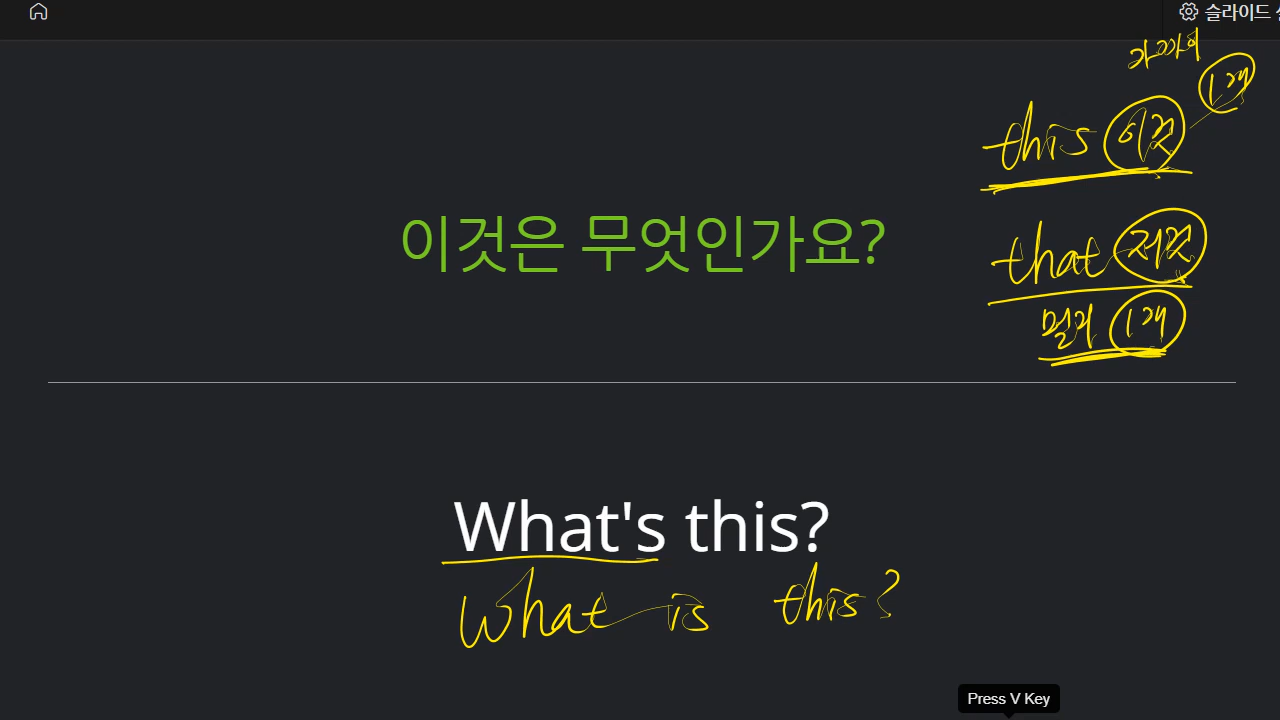 슬라이드
가까이
1개
this 이것
이것은 무엇인가요?
that 저것
멀리 1개
What's this?
What is this?
Press V Key